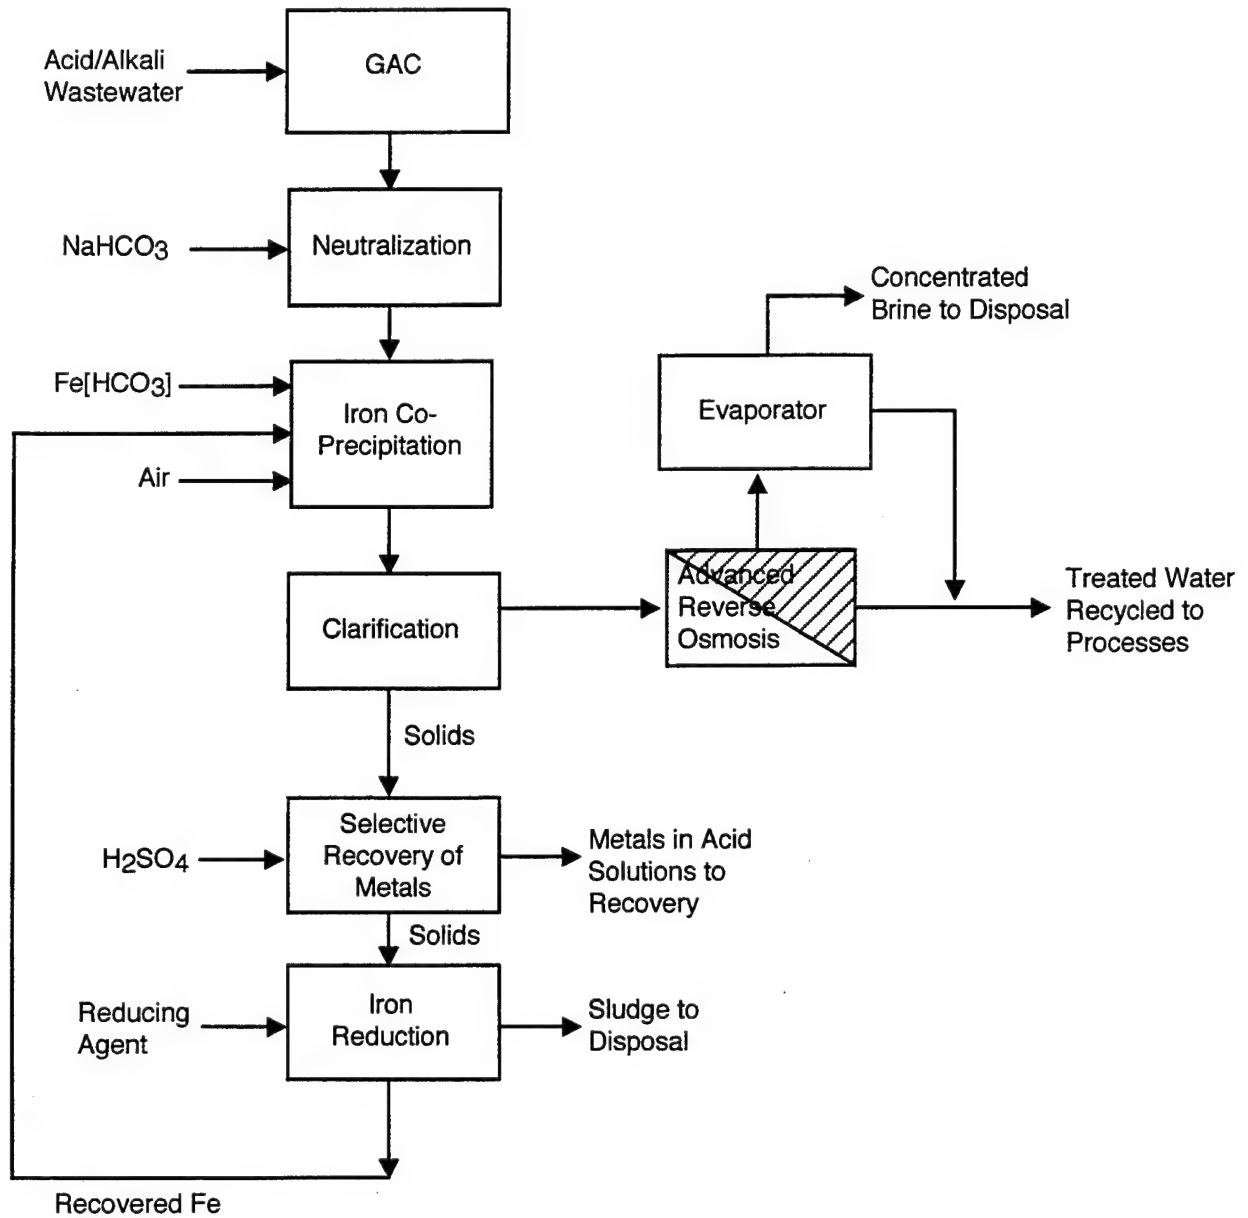 Acid/Alkali
Wastewater
GAC
NaHCO3
Neutralization
Fe[HCO3]
Air
Iron Co-
Precipitation
Concentrated
Brine to Disposal
Evaporator
Clarification
Advanced
Reverse
Osmosis
Treated Water
Recycled to
Processes
Solids
H2SO4
Selective
Recovery of
Metals
Metals in Acid
Solutions to
Recovery
Solids
Reducing
Agent
Iron
Reduction
Sludge to
Disposal
Recovered Fe